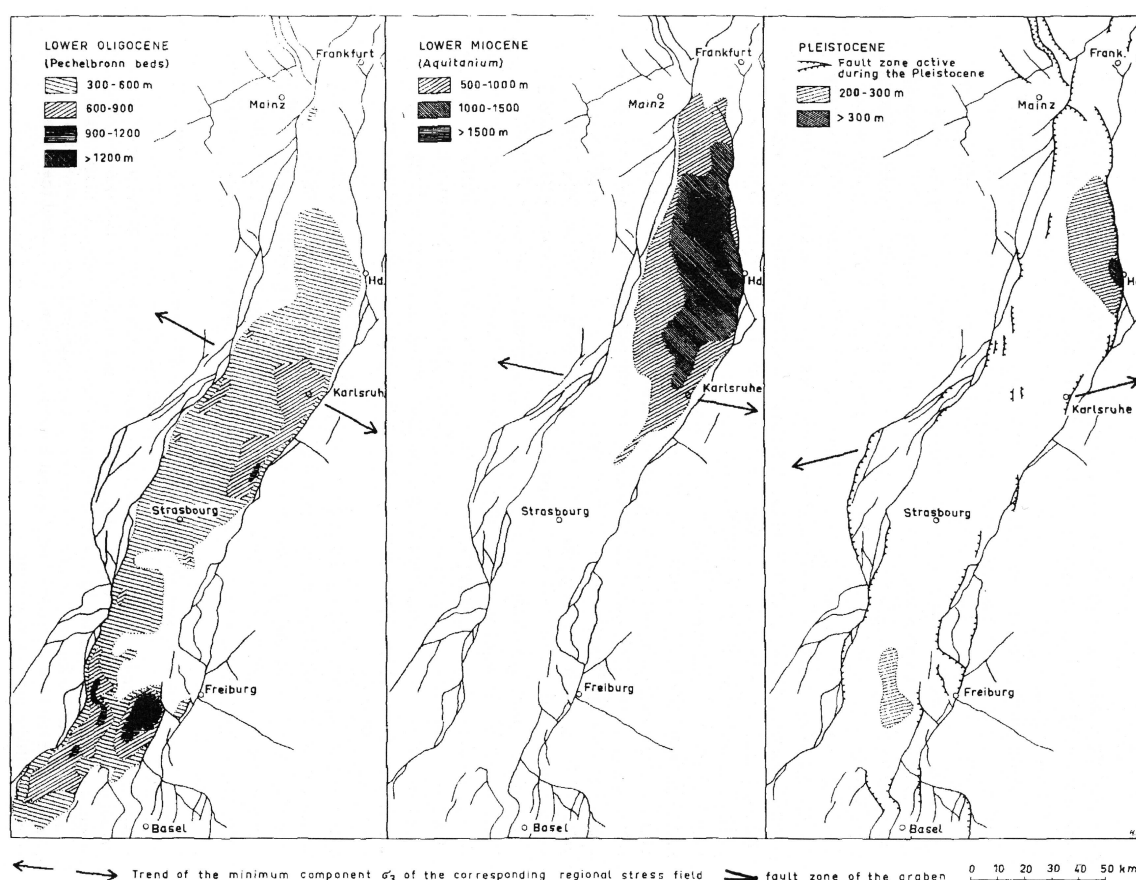 LOWER OLIGOCENE
(Pechelbronn beds)
300-600 m
600-900
900-1200
>1200 m
Frankfurt
Mainz
Hd.
Karlsruh
Strasbourg
Freiburg
Basel
LOWER MIOCENE
(Aquitanium)
500-1000 m
1000-1500
>1500 m
Frankfurt
Mainz
Hd.
Karlsruhe
Strasbourg
Freiburg
Basel
PLEISTOCENE
Fault zone active
during the Pleistocene
200-300 m
>300 m
Frank.
Mainz
Karlsruhe
Strasbourg
Freiburg
Basel
Trend of the minimum component σ3 of the corresponding regional stress field
fault zone of the graben
0 10 20 30 40 50 km